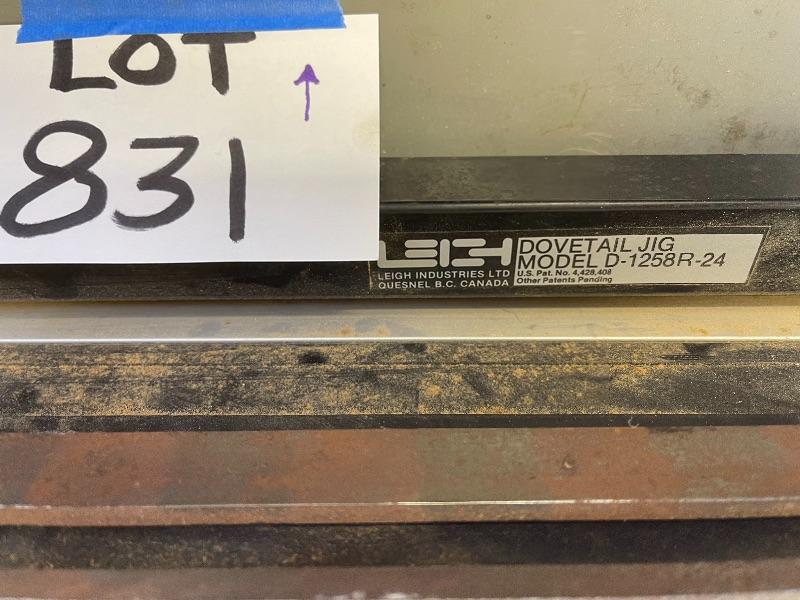 LOT
831
LEIGH
LEIGH INDUSTRIES LTD
QUESNEL B.C. CANADA
DOVETAIL JIG
MODEL D-1258R-24
U.S. Pat. No. 4,428,408
Other Patents Pending